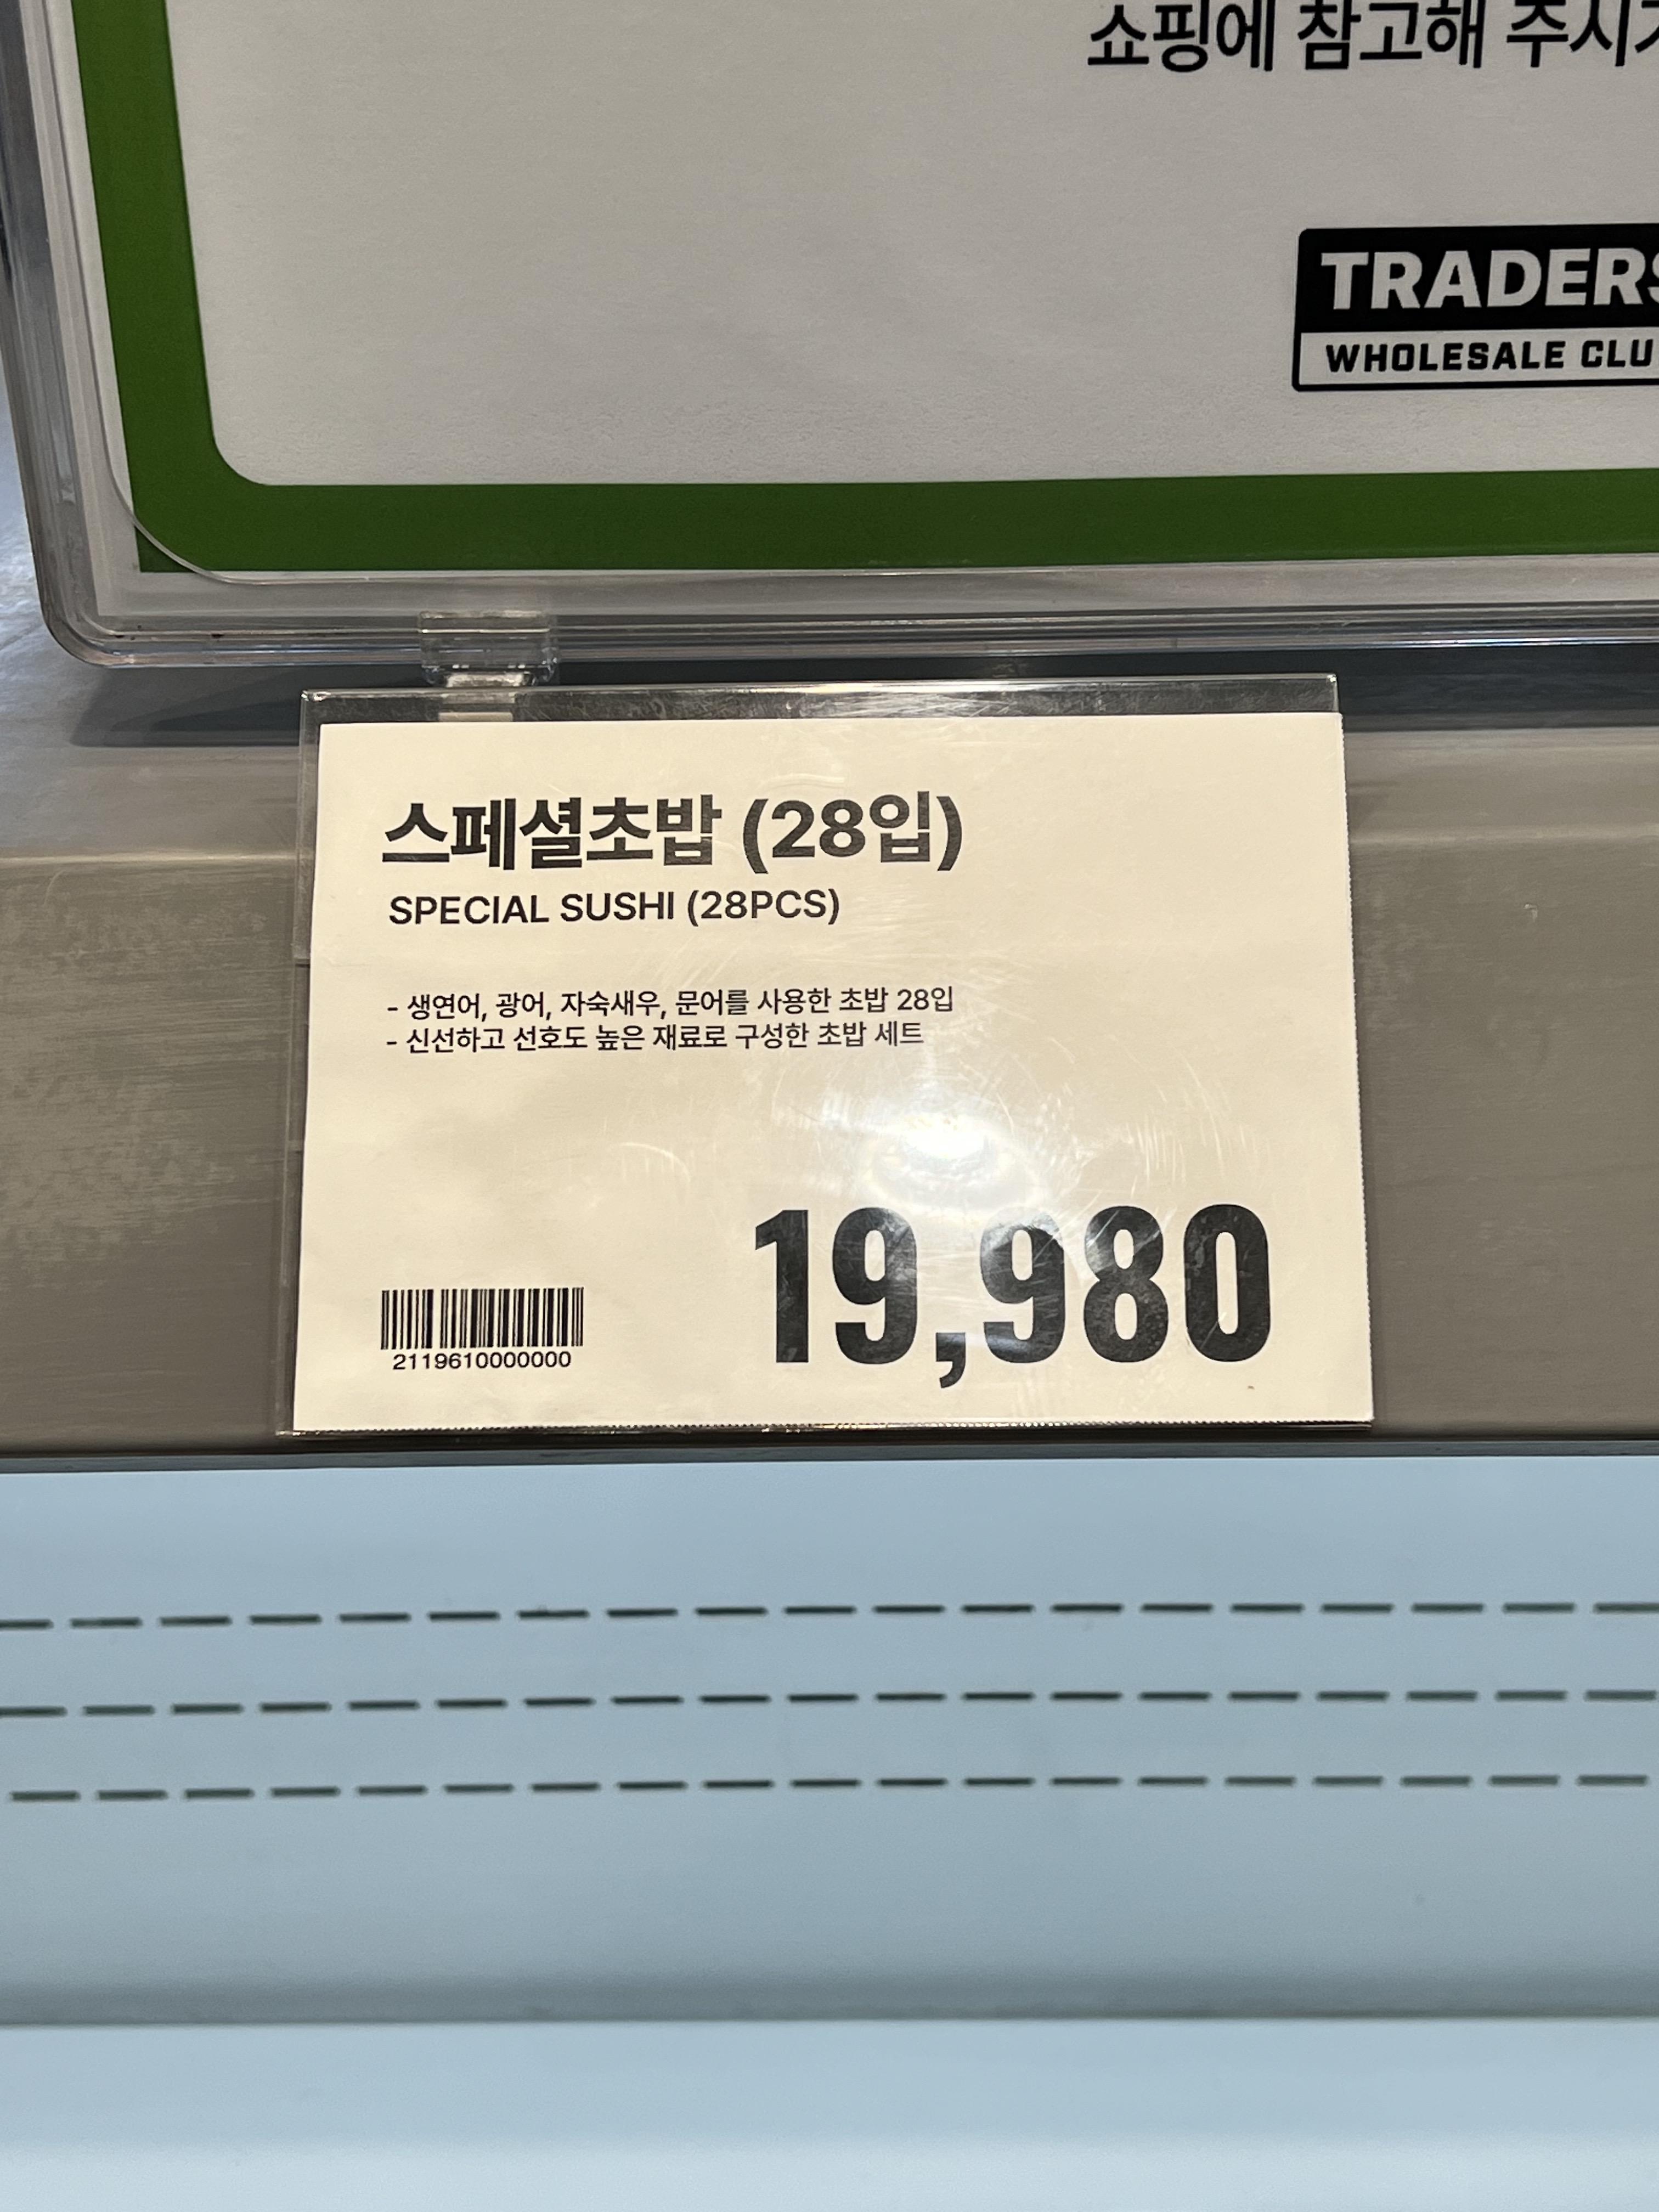 쇼핑에 참고해 주시
TRADERS
WHOLESALE CLU
스페셜초밥 (28입)
SPECIAL SUSHI (28PCS)
- 생연어, 광어, 자숙새우, 문어를 사용한 초밥 28입
- 신선하고 선호도 높은 재료로 구성한 초밥 세트
19,980
2119610000000